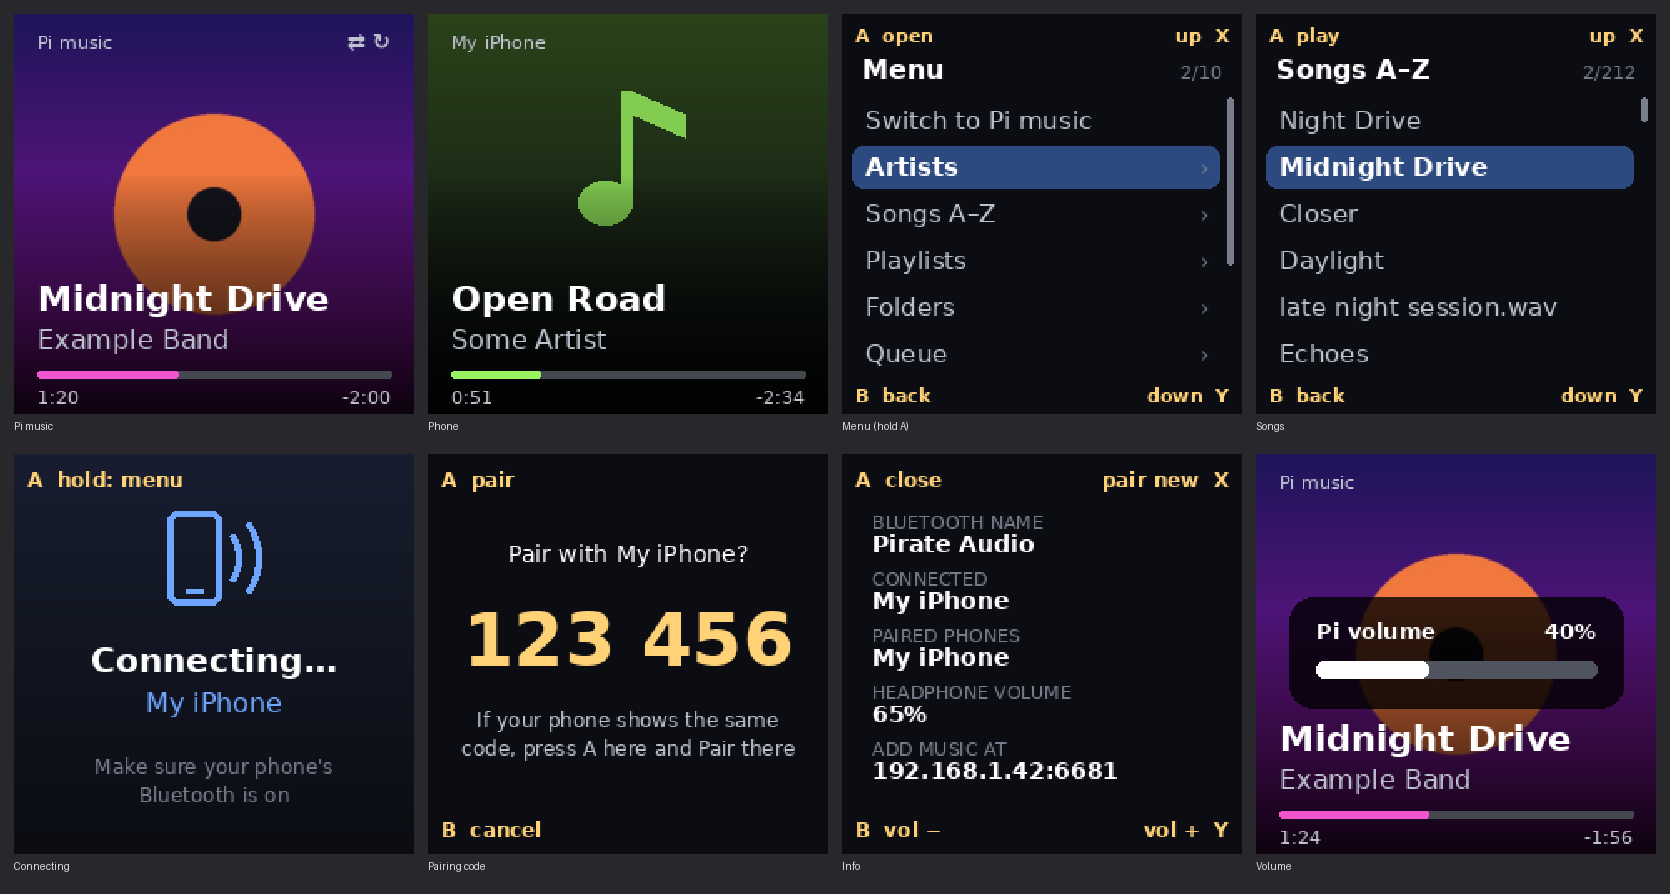 Pi music ⇄ ↻
Midnight Drive
Example Band
1:20 -2:00
Pi music
My iPhone
Open Road
Some Artist
0:51 -2:34
Phone
A open up X
Menu 2/10
Switch to Pi music
Artists ›
Songs A–Z ›
Playlists ›
Folders ›
Queue ›
B back down Y
Menu (hold A)
A play up X
Songs A–Z 2/212
Night Drive
Midnight Drive
Closer
Daylight
late night session.wav
Echoes
B back down Y
Songs
A hold: menu
Connecting…
My iPhone
Make sure your phone's
Bluetooth is on
Connecting
A pair
Pair with My iPhone?
123 456
If your phone shows the same
code, press A here and Pair there
B cancel
Pairing code
A close pair new X
BLUETOOTH NAME
Pirate Audio
CONNECTED
My iPhone
PAIRED PHONES
My iPhone
HEADPHONE VOLUME
65%
ADD MUSIC AT
192.168.1.42:6681
B vol − vol + Y
Info
Pi music
Pi volume 40%
Midnight Drive
Example Band
1:24 -1:56
Volume